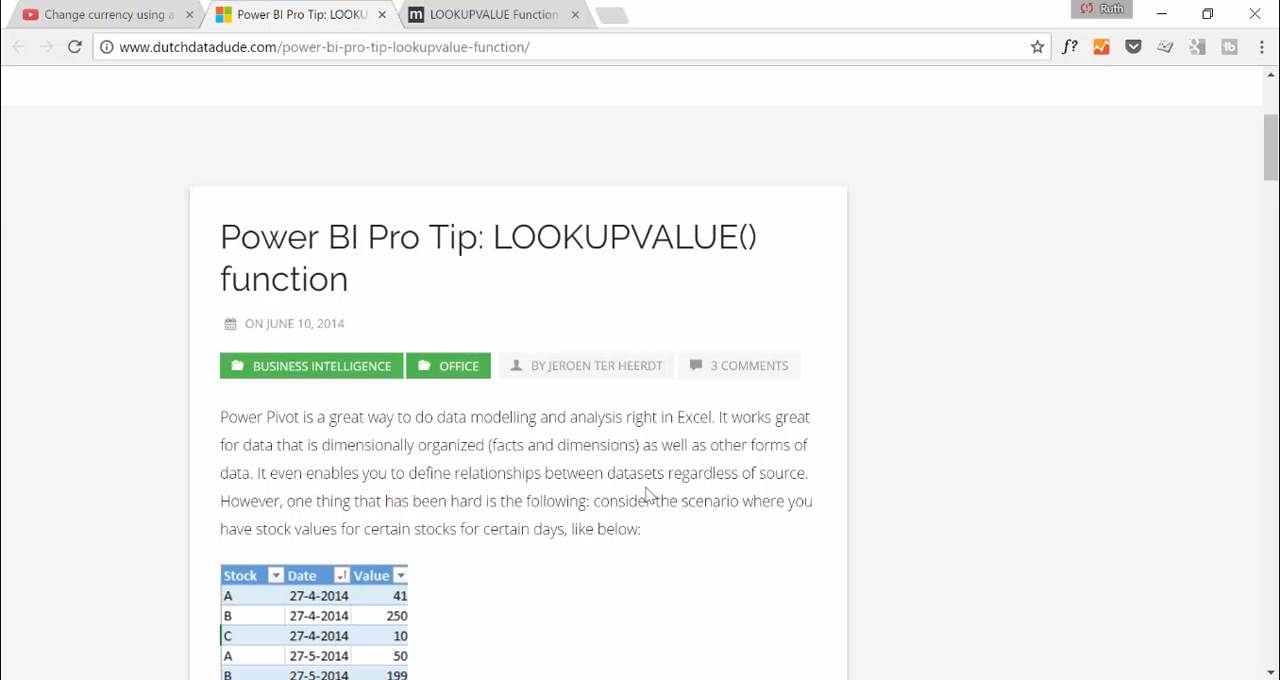 Change currency using a
Power BI Pro Tip: LOOKU
m LOOKUPVALUE Function
Ruth
www.dutchdatadude.com/power-bi-pro-tip-lookupvalue-function/
f?
tb
Power BI Pro Tip: LOOKUPVALUE()
function
ON JUNE 10, 2014
BUSINESS INTELLIGENCE OFFICE BY JEROEN TER HEERDT 3 COMMENTS
Power Pivot is a great way to do data modelling and analysis right in Excel. It works great
for data that is dimensionally organized (facts and dimensions) as well as other forms of
data. It even enables you to define relationships between datasets regardless of source.
However, one thing that has been hard is the following: consider the scenario where you
have stock values for certain stocks for certain days, like below:
Stock Date Value
A 27-4-2014 41
B 27-4-2014 250
C 27-4-2014 10
A 27-5-2014 50
B 27-5-2014 199